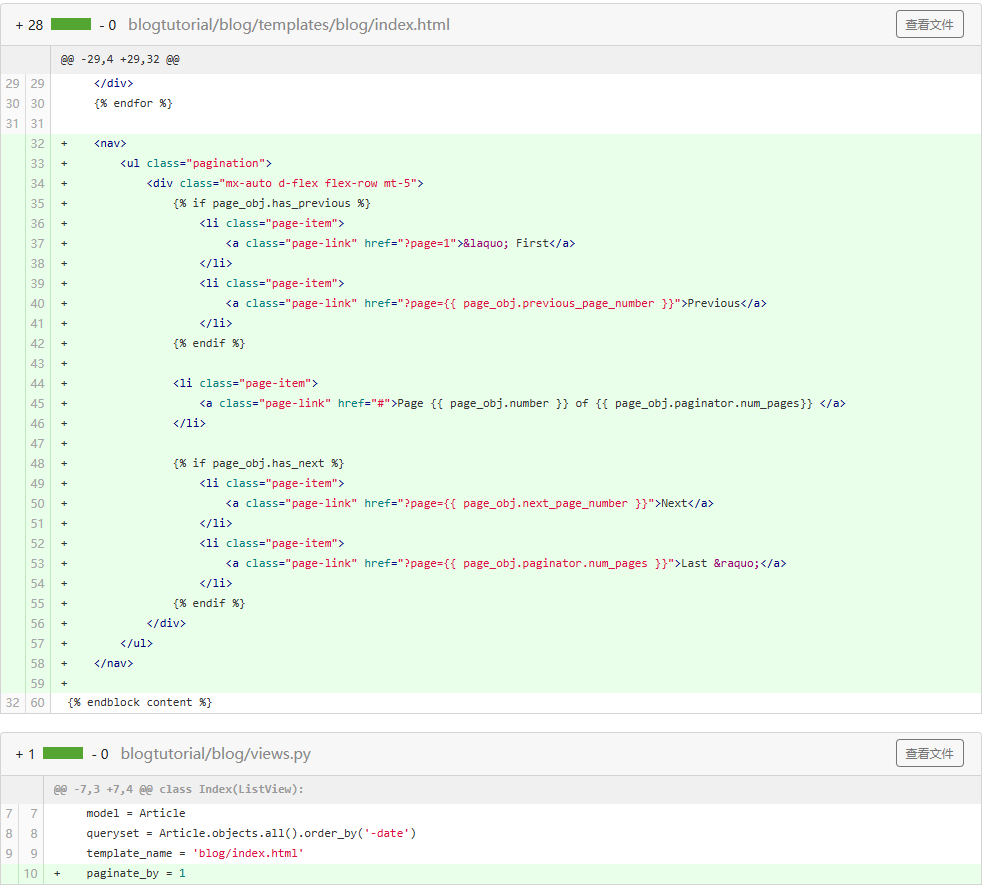 + 28 - 0 blogtutorial/blog/templates/blog/index.html 查看文件
@@ -29,4 +29,32 @@
29 29 </div>
30 30 {% endfor %}
31 31
32 + <nav>
33 + <ul class="pagination">
34 + <div class="mx-auto d-flex flex-row mt-5">
35 + {% if page_obj.has_previous %}
36 + <li class="page-item">
37 + <a class="page-link" href="?page=1">&laquo; First</a>
38 + </li>
39 + <li class="page-item">
40 + <a class="page-link" href="?page={{ page_obj.previous_page_number }}">Previous</a>
41 + </li>
42 + {% endif %}
43 +
44 + <li class="page-item">
45 + <a class="page-link" href="#">Page {{ page_obj.number }} of {{ page_obj.paginator.num_pages}} </a>
46 + </li>
47 +
48 + {% if page_obj.has_next %}
49 + <li class="page-item">
50 + <a class="page-link" href="?page={{ page_obj.next_page_number }}">Next</a>
51 + </li>
52 + <li class="page-item">
53 + <a class="page-link" href="?page={{ page_obj.paginator.num_pages }}">Last &raquo;</a>
54 + </li>
55 + {% endif %}
56 + </div>
57 + </ul>
58 + </nav>
59 +
32 60 {% endblock content %}
+ 1 - 0 blogtutorial/blog/views.py 查看文件
@@ -7,3 +7,4 @@ class Index(ListView):
7 7 model = Article
8 8 queryset = Article.objects.all().order_by('-date')
9 9 template_name = 'blog/index.html'
10 + paginate_by = 1